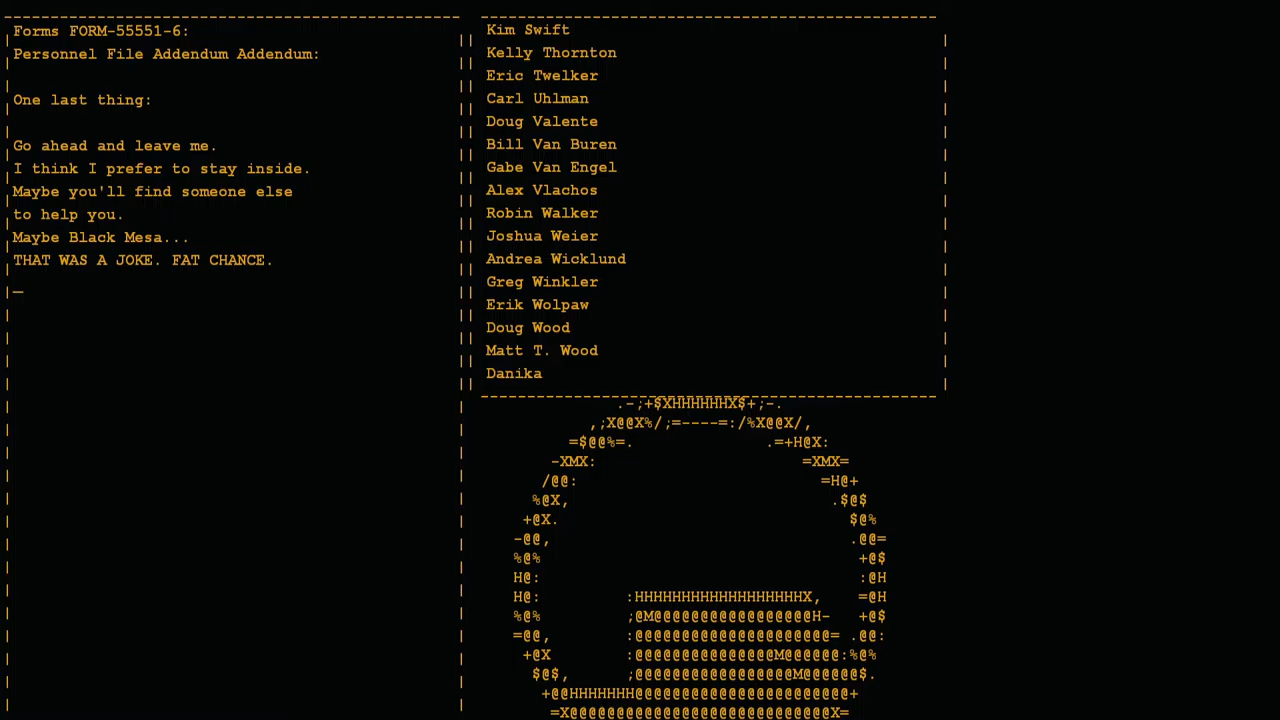 Forms FORM-55551-6:
Personnel File Addendum Addendum:
One last thing:
Go ahead and leave me.
I think I prefer to stay inside.
Maybe you'll find someone else
to help you.
Maybe Black Mesa...
THAT WAS A JOKE. FAT CHANCE.
Kim Swift
Kelly Thornton
Eric Twelker
Carl Uhlman
Doug Valente
Bill Van Buren
Gabe Van Engel
Alex Vlachos
Robin Walker
Joshua Weier
Andrea Wicklund
Greg Winkler
Erik Wolpaw
Doug Wood
Matt T. Wood
Danika